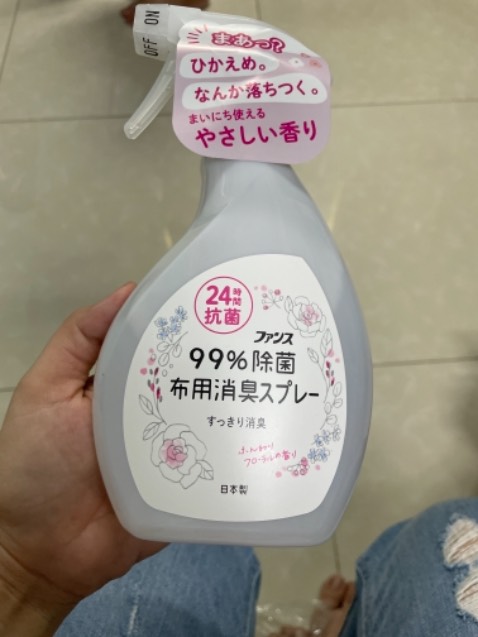 OFF ON
まあっ?
ひかえめ。
なんか落ちつく。
まいにち使える
やさしい香り
24時間
抗菌
ファンス
99%除菌
布用消臭スプレー
すっきり消臭
ふんわり
フローラルの香り
日本製